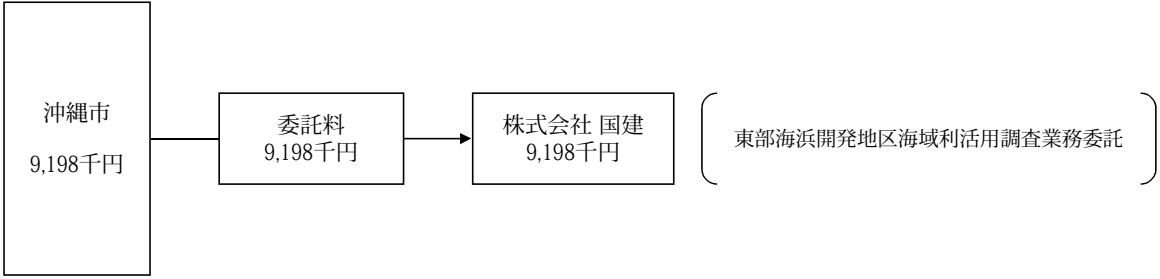 沖縄市
9,198千円
委託料
9,198千円
株式会社 国建
9,198千円
東部海浜開発地区海域利活用調査業務委託